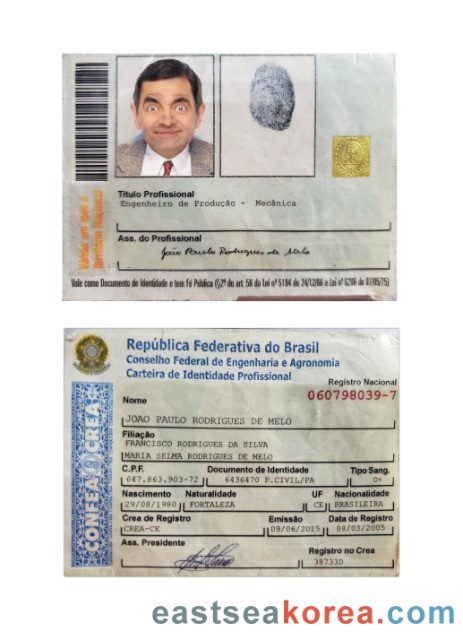 Título Profissional
Engenheiro de Produção - Mecânica
Ass. do Profissional
João Paulo Rodrigues de Melo
Válida em todo o
Território Nacional
Vale como Documento de Identidade e tem Fé Pública (§2º do art. 56 da Lei nº 5194 de 24/12/66 e Lei nº 6206 de 07/05/75)
República Federativa do Brasil
Conselho Federal de Engenharia e Agronomia
Carteira de Identidade Profissional
Registro Nacional
060798039-7
Nome
JOAO PAULO RODRIGUES DE MELO
Filiação
FRANCISCO RODRIGUES DA SILVA
MARIA SELMA RODRIGUES DE MELO
C.P.F. Documento de Identidade Tipo Sang.
647.863.903-72 6436470 P.CIVIL/PA O+
Nascimento Naturalidade UF Nacionalidade
29/08/1980 FORTALEZA CE BRASILEIRA
Crea de Registro Emissão Data de Registro
CREA-CE 09/06/2015 08/03/2005
Ass. Presidente Registro no Crea
38733D
CONFEA CREA
eastseakorea.com